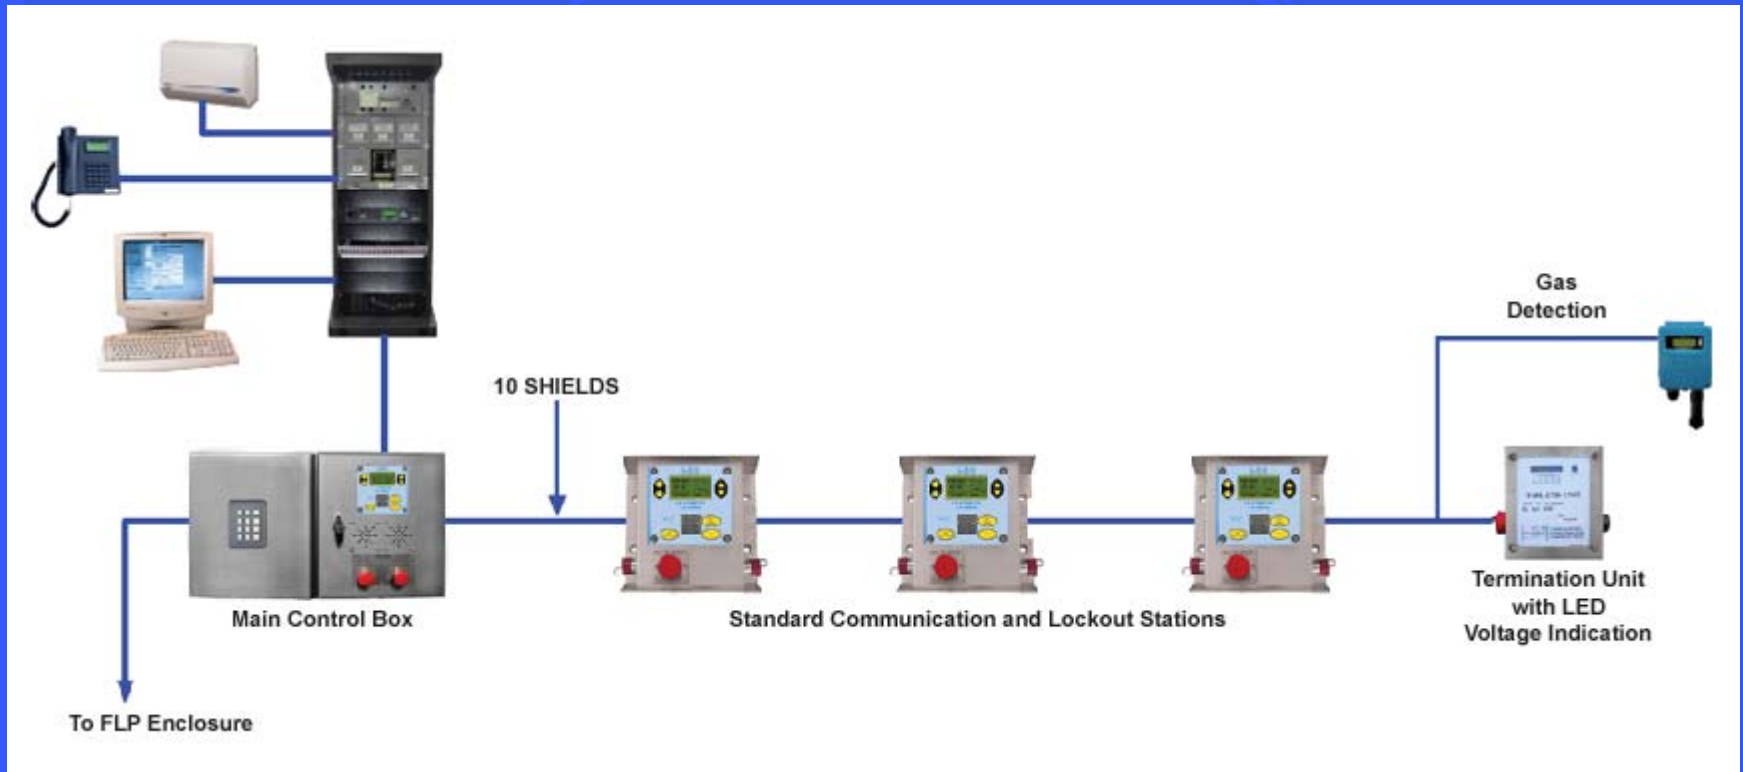 Gas
Detection
10 SHIELDS
Main Control Box
Standard Communication and Lockout Stations
Termination Unit
with LED
Voltage Indication
To FLP Enclosure